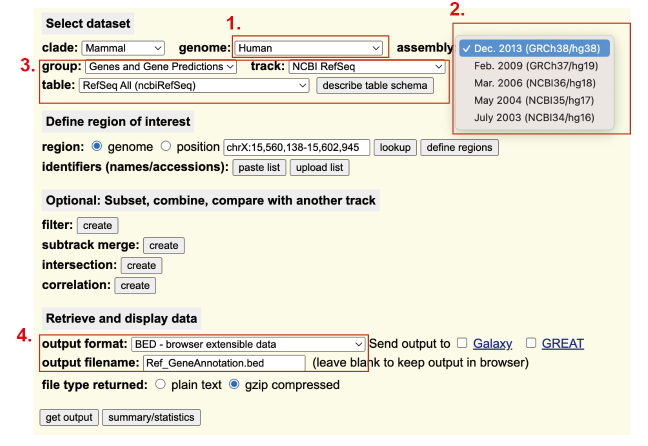 Select dataset
1.
2.
clade: Mammal genome: Human assembly
✓ Dec. 2013 (GRCh38/hg38)
Feb. 2009 (GRCh37/hg19)
Mar. 2006 (NCBI36/hg18)
May 2004 (NCBI35/hg17)
July 2003 (NCBI34/hg16)
3. group: Genes and Gene Predictions track: NCBI RefSeq
table: RefSeq All (ncbiRefSeq) describe table schema
Define region of interest
region: genome position chrX:15,560,138-15,602,945 lookup define regions
identifiers (names/accessions): paste list upload list
Optional: Subset, combine, compare with another track
filter: create
subtrack merge: create
intersection: create
correlation: create
Retrieve and display data
4. output format: BED - browser extensible data Send output to Galaxy GREAT
output filename: Ref_GeneAnnotation.bed (leave blank to keep output in browser)
file type returned: plain text gzip compressed
get output summary/statistics